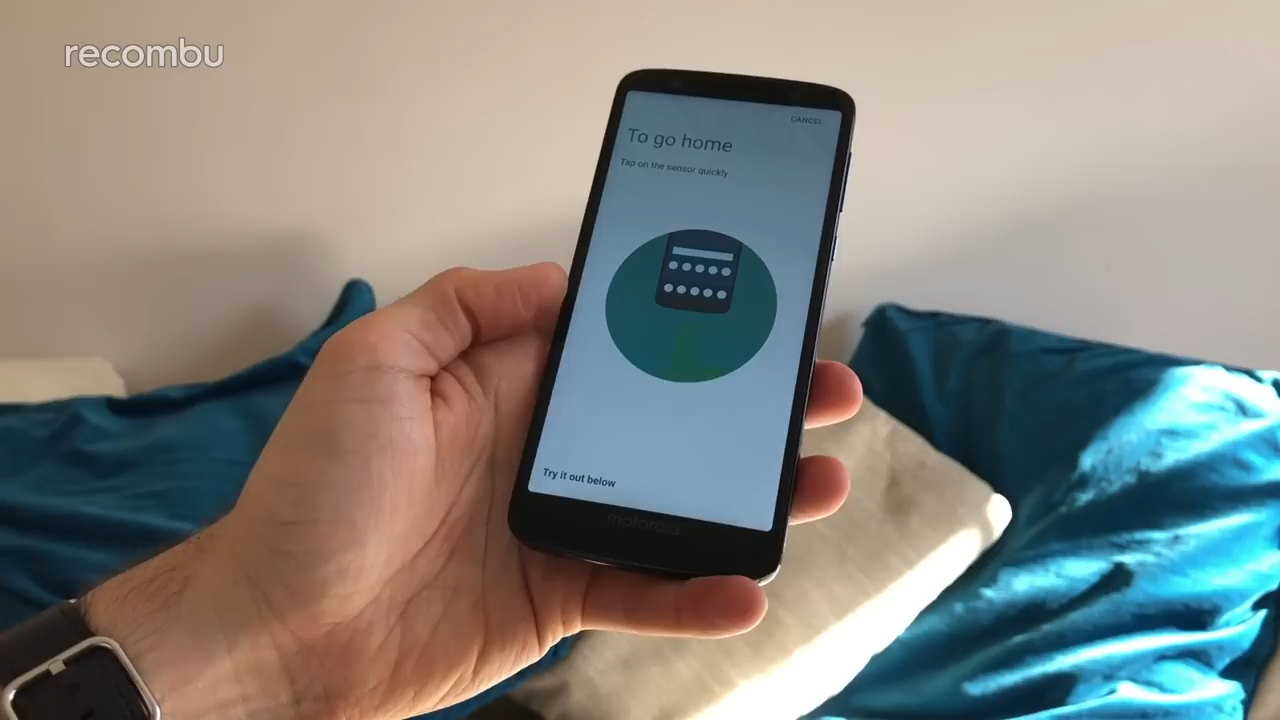 recombu
CANCEL
To go home
Tap on the sensor quickly
Try it out below
motorola